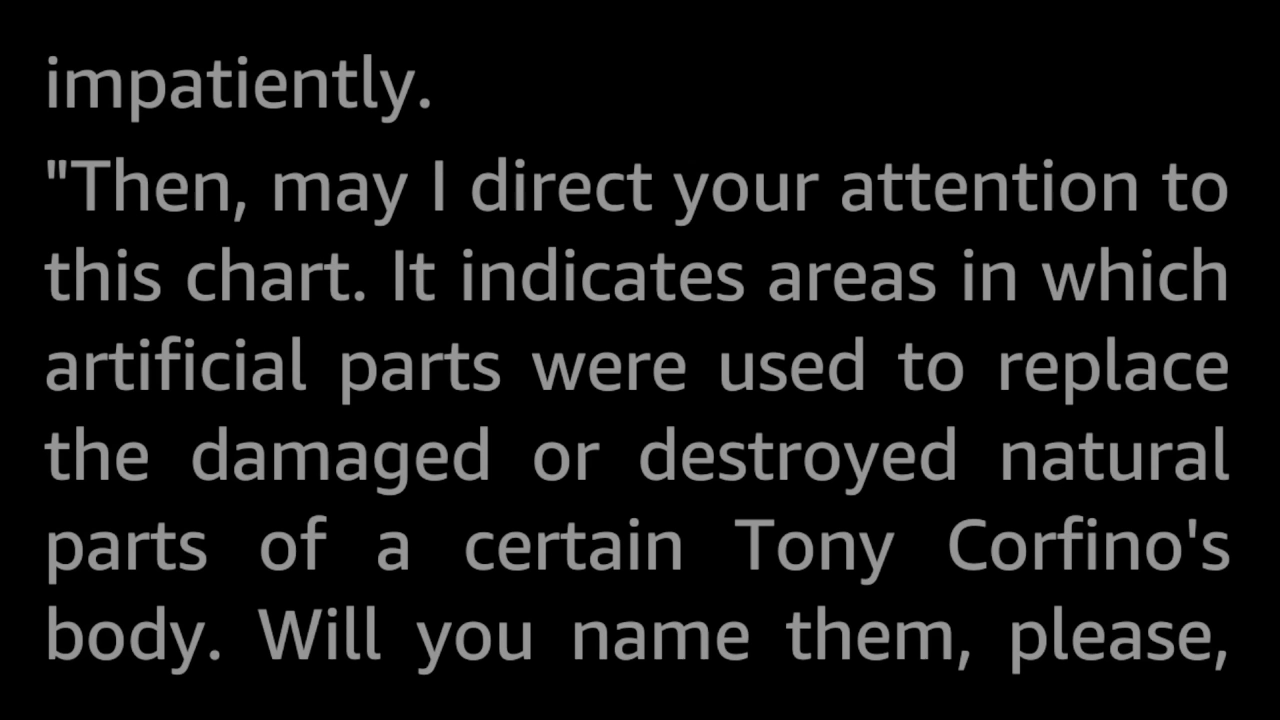 impatiently.
"Then, may I direct your attention to
this chart. It indicates areas in which
artificial parts were used to replace
the damaged or destroyed natural
parts of a certain Tony Corfino's
body. Will you name them, please,